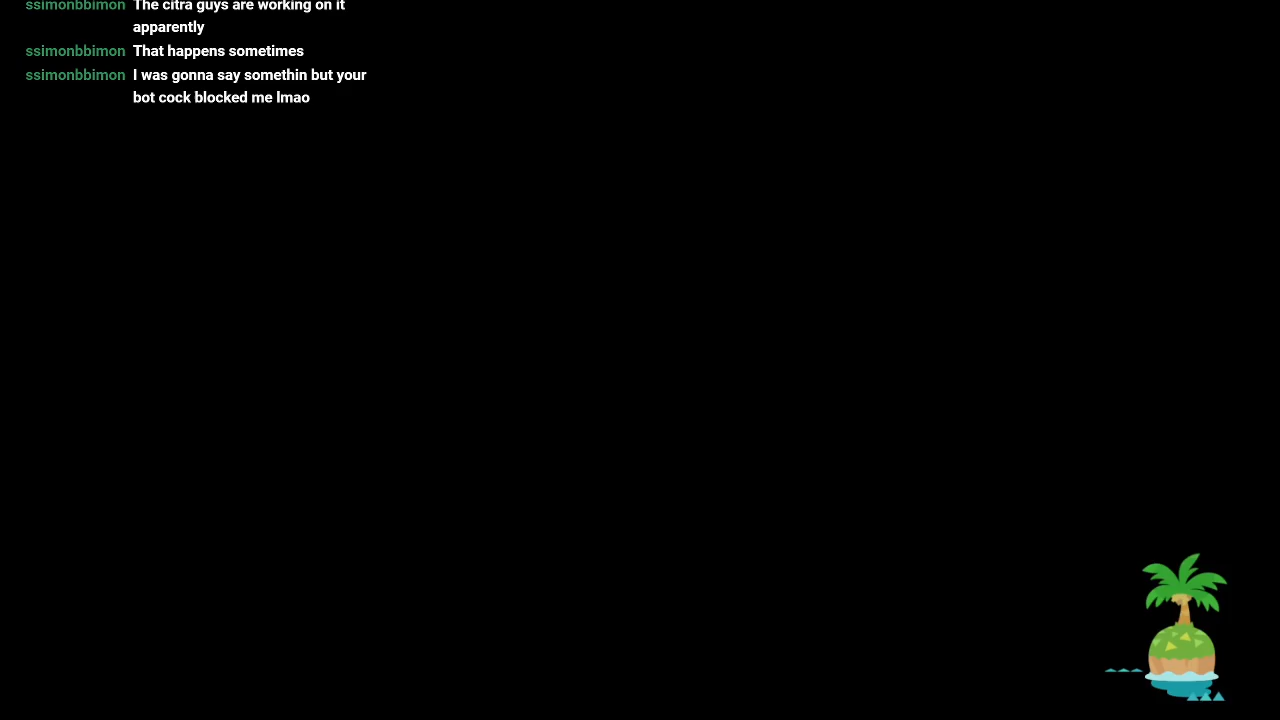 ssimonbbimon The citra guys are working on it
apparently
ssimonbbimon That happens sometimes
ssimonbbimon I was gonna say somethin but your
bot cock blocked me lmao